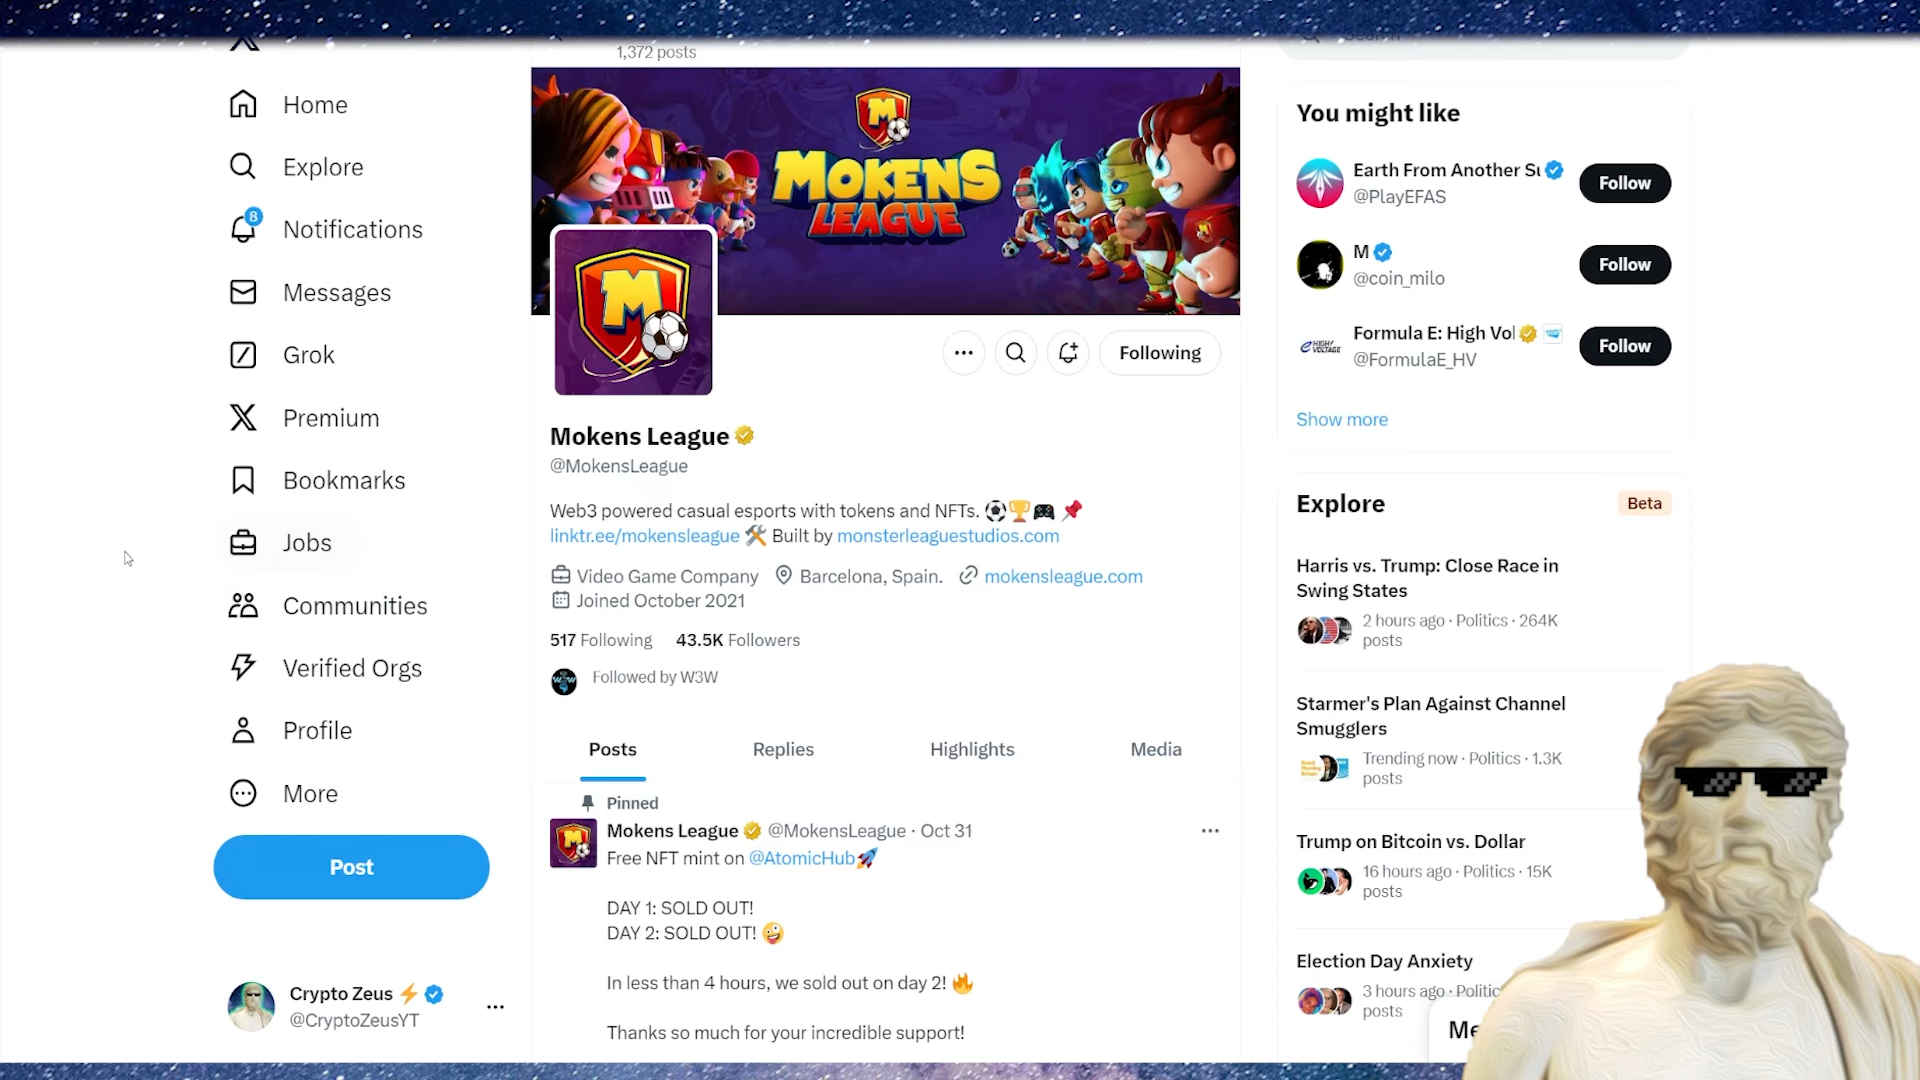 1,372 posts
Home
Explore
8
Notifications
Messages
Grok
Premium
Bookmarks
Jobs
Communities
Verified Orgs
Profile
More
Post
Crypto Zeus
@CryptoZeusYT
M
MOKENS
LEAGUE
M
Following
Mokens League
@MokensLeague
Web3 powered casual esports with tokens and NFTs.
linktr.ee/mokensleague Built by monsterleaguestudios.com
Video Game Company Barcelona, Spain. mokensleague.com
Joined October 2021
517 Following 43.5K Followers
Followed by W3W
Posts Replies Highlights Media
Pinned
Mokens League @MokensLeague · Oct 31
Free NFT mint on @AtomicHub
DAY 1: SOLD OUT!
DAY 2: SOLD OUT!
In less than 4 hours, we sold out on day 2!
Thanks so much for your incredible support!
Search
You might like
Earth From Another Su
@PlayEFAS
Follow
M
@coin_milo
Follow
Formula E: High Vol
@FormulaE_HV
Follow
Show more
Explore Beta
Harris vs. Trump: Close Race in
Swing States
2 hours ago · Politics · 264K
posts
Starmer's Plan Against Channel
Smugglers
Trending now · Politics · 1.3K
posts
Trump on Bitcoin vs. Dollar
16 hours ago · Politics · 15K
posts
Election Day Anxiety
3 hours ago · Politic
posts
Me